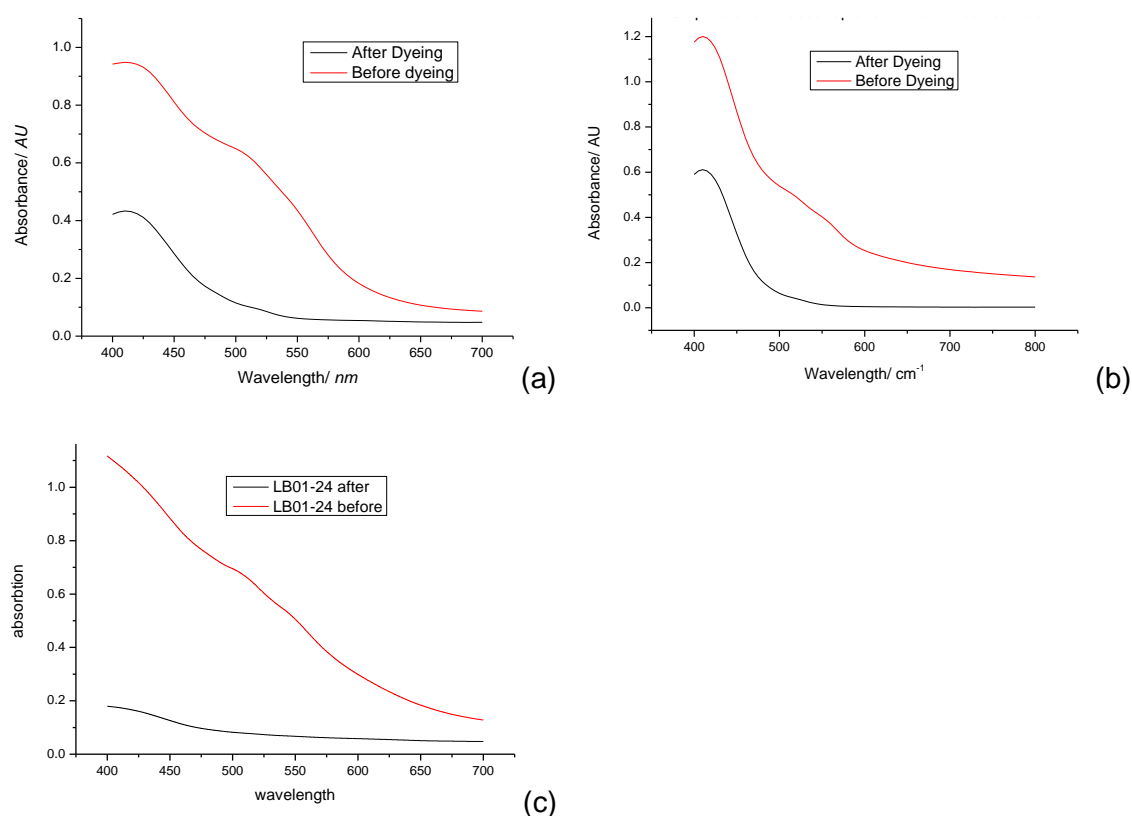 After Dyeing
Before dyeing
Absorbance/ AU
1.0
0.8
0.6
0.4
0.2
0.0
400 450 500 550 600 650 700
Wavelength/ nm
(a)
After Dyeing
Before Dyeing
Absorbance/ AU
1.2
1.0
0.8
0.6
0.4
0.2
0.0
400 500 600 700 800
Wavelength/ cm-1
(b)
LB01-24 after
LB01-24 before
absorbtion
1.0
0.8
0.6
0.4
0.2
0.0
400 450 500 550 600 650 700
wavelength
(c)